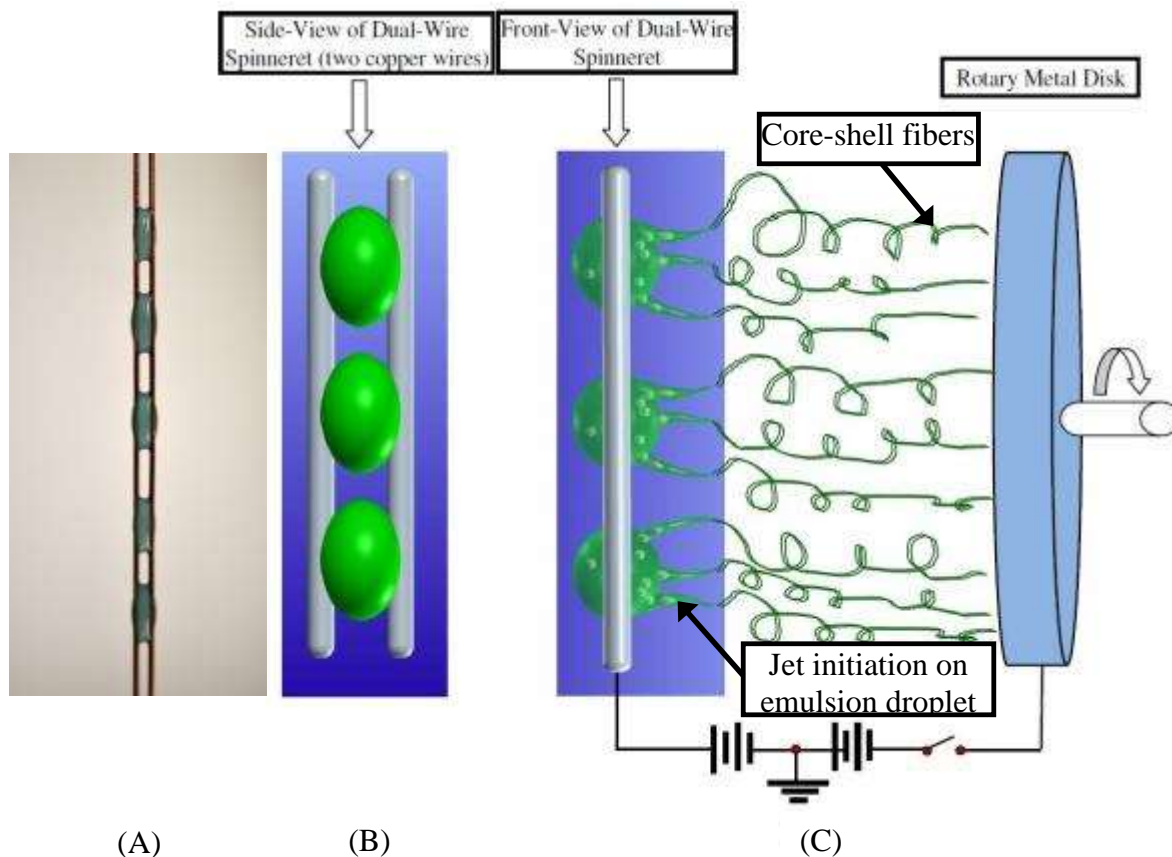 Side-View of Dual-Wire
Spinneret (two copper wires)
Front-View of Dual-Wire
Spinneret
Rotary Metal Disk
Core-shell fibers
Jet initiation on
emulsion droplet
(A)
(B)
(C)